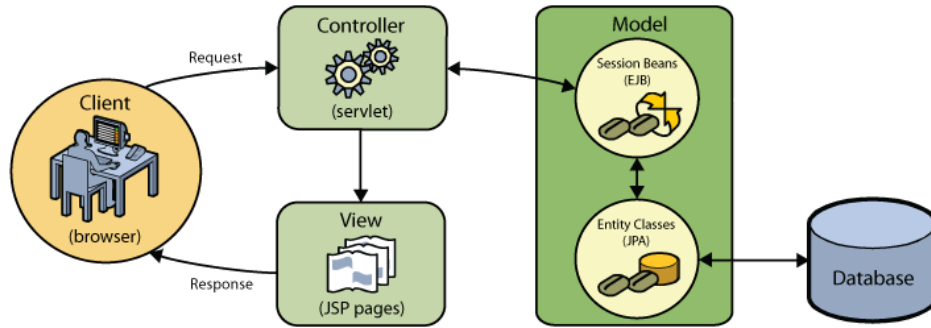 Client
(browser)
Request
Controller
(servlet)
View
(JSP pages)
Response
Model
Session Beans
(EJB)
Entity Classes
(JPA)
Database